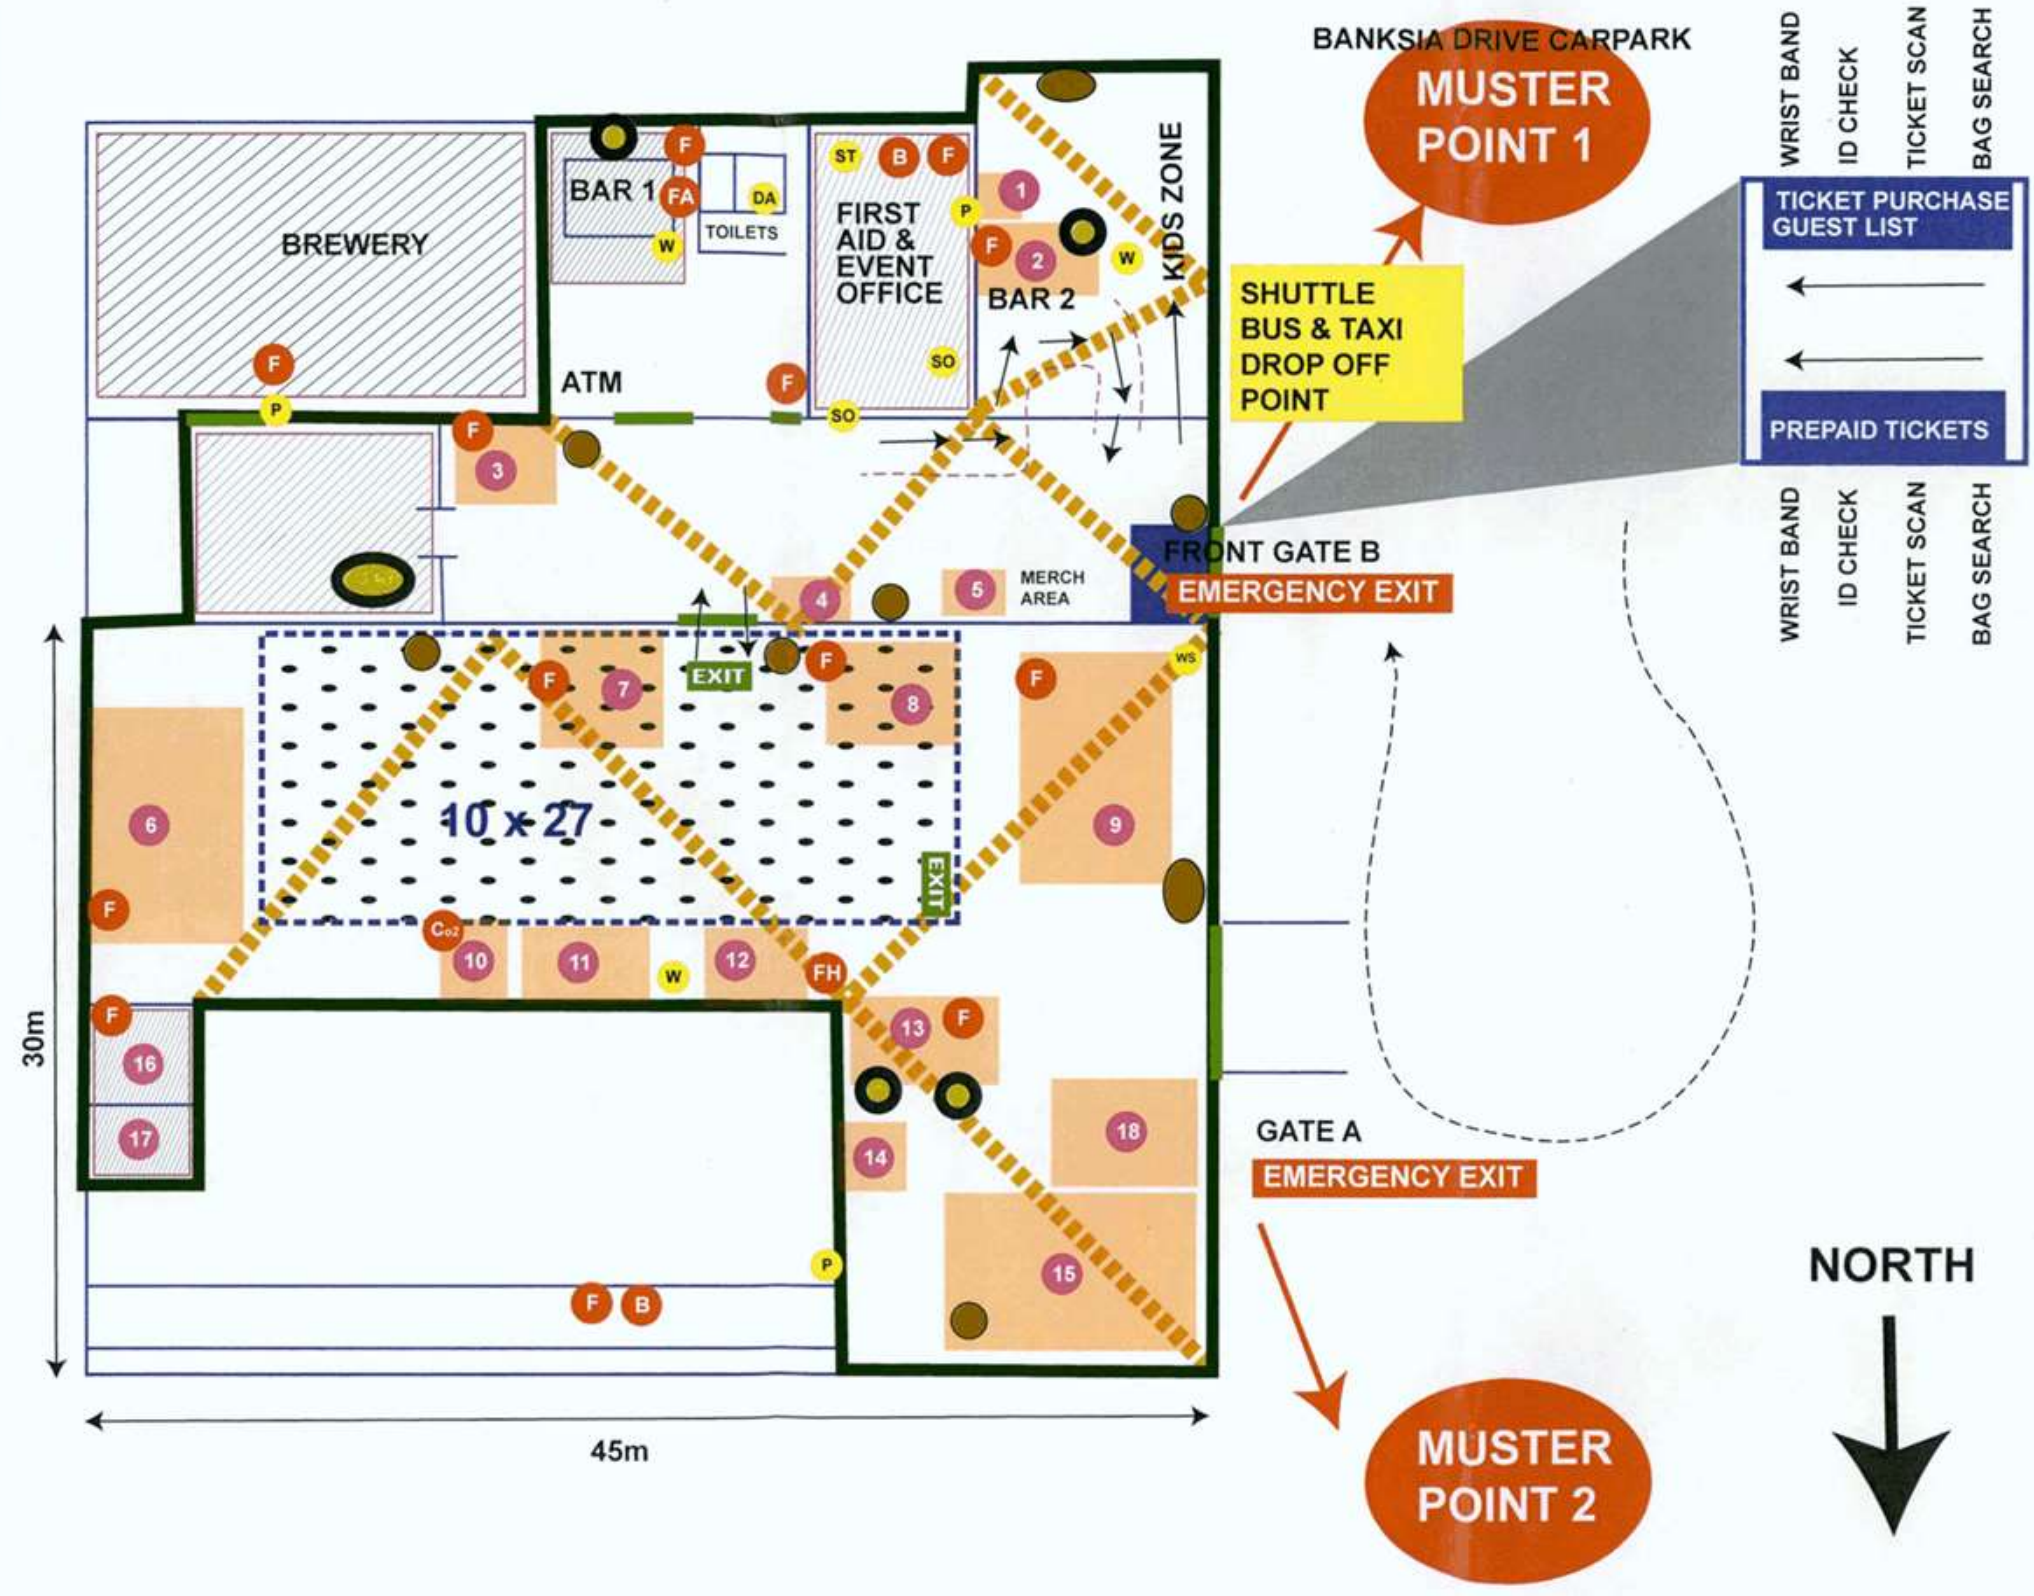 BANKSIA DRIVE CARPARK
MUSTER
POINT 1
WRIST BAND
ID CHECK
TICKET SCAN
BAG SEARCH
TICKET PURCHASE
GUEST LIST
PREPAID TICKETS
WRIST BAND
ID CHECK
TICKET SCAN
BAG SEARCH
BREWERY
F
P
BAR 1
F
FA
W
DA
TOILETS
ATM
F
ST
B
F
FIRST
AID &
EVENT
OFFICE
SO
SO
P
1
F
2
W
BAR 2
KIDS ZONE
SHUTTLE
BUS & TAXI
DROP OFF
POINT
F
3
4
5
MERCH
AREA
FRONT GATE B
EMERGENCY EXIT
WS
F
7
EXIT
F
8
F
9
6
F
10 x 27
EXIT
Co2
10
11
W
12
FH
F
16
17
13
F
14
18
15
P
F
B
GATE A
EMERGENCY EXIT
30m
45m
NORTH
MUSTER
POINT 2